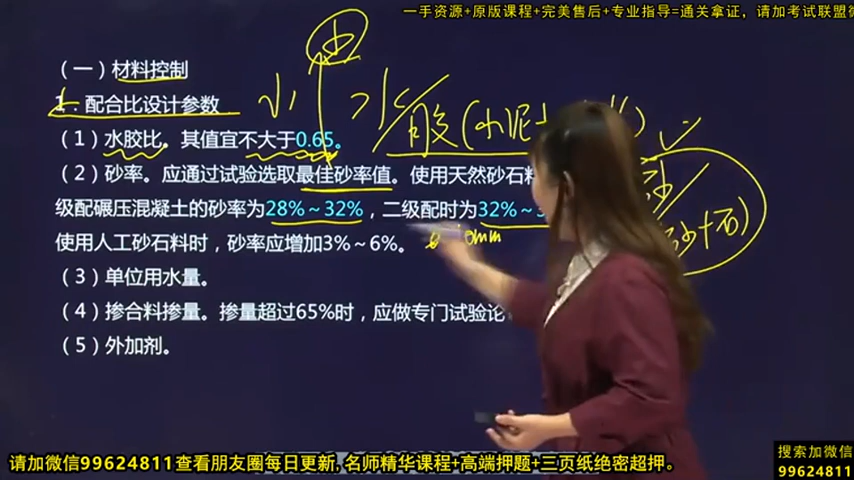 一手资源+原版课程+完美售后+专业指导=通关拿证，请加考试联盟微
（一）材料控制
1．配合比设计参数
（1）水胶比。其值宜不大于0.65。
（2）砂率。应通过试验选取最佳砂率值。使用天然砂石料
级配碾压混凝土的砂率为28%～32%，二级配时为32%～3
使用人工砂石料时，砂率应增加3%～6%。
（3）单位用水量。
（4）掺合料掺量。掺量超过65%时，应做专门试验论
（5）外加剂。
水/胶(水泥+
砂+石)
mm
请加微信99624811查看朋友圈每日更新, 名师精华课程+高端押题+三页纸绝密超押。
搜索加微信
99624811